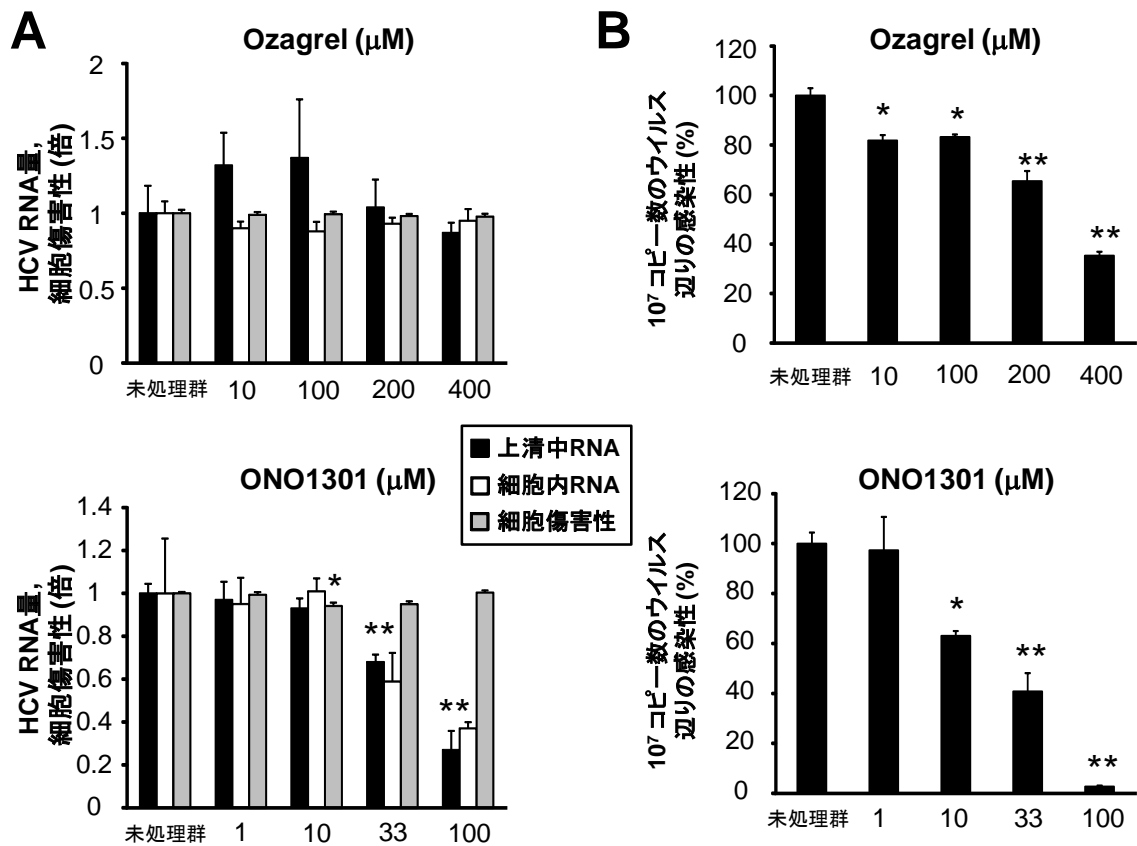 A
Ozagrel (μM)
HCV RNA量,
細胞傷害性 (倍)
2
1.5
1
0.5
0
未処理群 10 100 200 400
B
Ozagrel (μM)
10⁷ コピー数のウイルス
辺りの感染性 (%)
120
100
80
60
40
20
0
* * ** **
未処理群 10 100 200 400
ONO1301 (μM)
HCV RNA量,
細胞傷害性 (倍)
1.4
1.2
1
0.8
0.6
0.4
0.2
0
* ** **
未処理群 1 10 33 100
上清中RNA
細胞内RNA
細胞傷害性
ONO1301 (μM)
10⁷ コピー数のウイルス
辺りの感染性 (%)
120
100
80
60
40
20
0
* ** **
未処理群 1 10 33 100